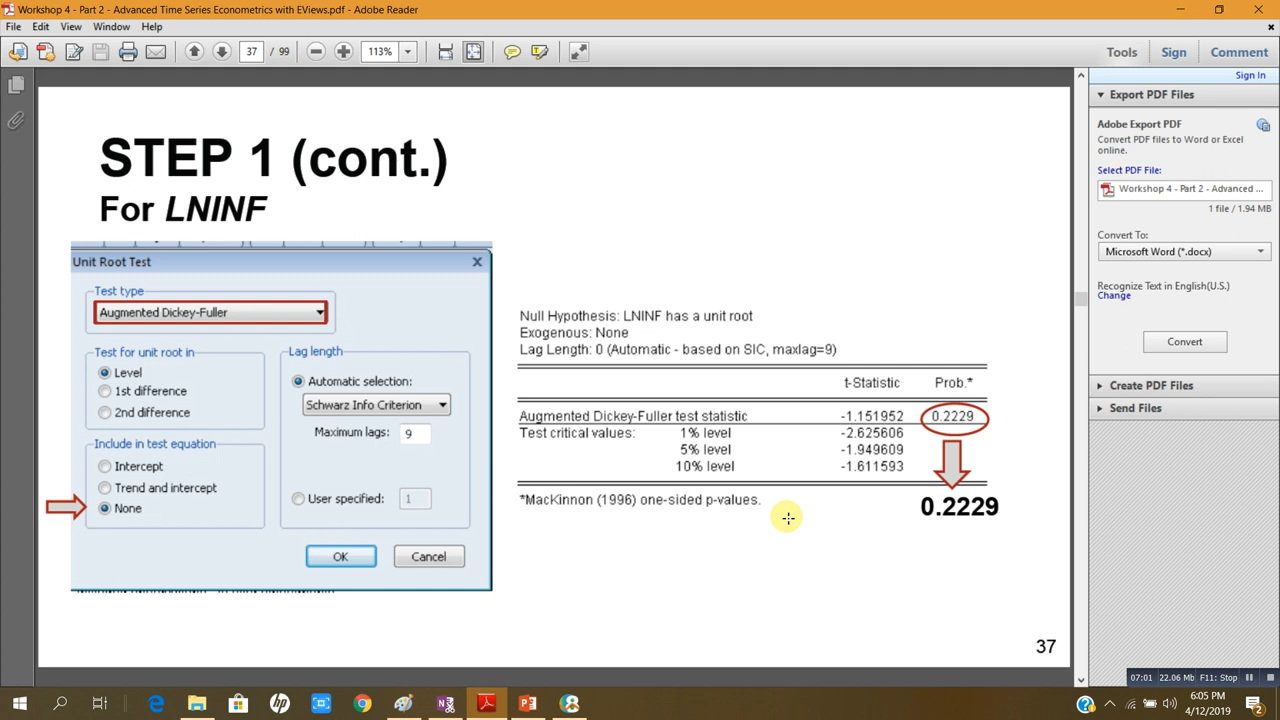 Workshop 4 - Part 2 - Advanced Time Series Econometrics with EViews.pdf - Adobe Reader
File Edit View Window Help
37 / 99 113% Tools Sign Comment
Sign In
Export PDF Files
Adobe Export PDF
Convert PDF files to Word or Excel
online.
Select PDF File:
Workshop 4 - Part 2 - Advanced ...
1 file / 1.94 MB
Convert To:
Microsoft Word (*.docx)
Recognize Text in English(U.S.)
Change
Convert
Create PDF Files
Send Files
STEP 1 (cont.)
For LNINF
Unit Root Test
Test type
Augmented Dickey-Fuller
Test for unit root in
Level
1st difference
2nd difference
Include in test equation
Intercept
Trend and intercept
None
Lag length
Automatic selection:
Schwarz Info Criterion
Maximum lags: 9
User specified: 1
OK Cancel
Null Hypothesis: LNINF has a unit root
Exogenous: None
Lag Length: 0 (Automatic - based on SIC, maxlag=9)
t-Statistic Prob.*
Augmented Dickey-Fuller test statistic -1.151952 0.2229
Test critical values: 1% level -2.625606
5% level -1.949609
10% level -1.611593
*MacKinnon (1996) one-sided p-values.
0.2229
37
07:01 22.06 Mb F11: Stop
6:05 PM
4/12/2019
2